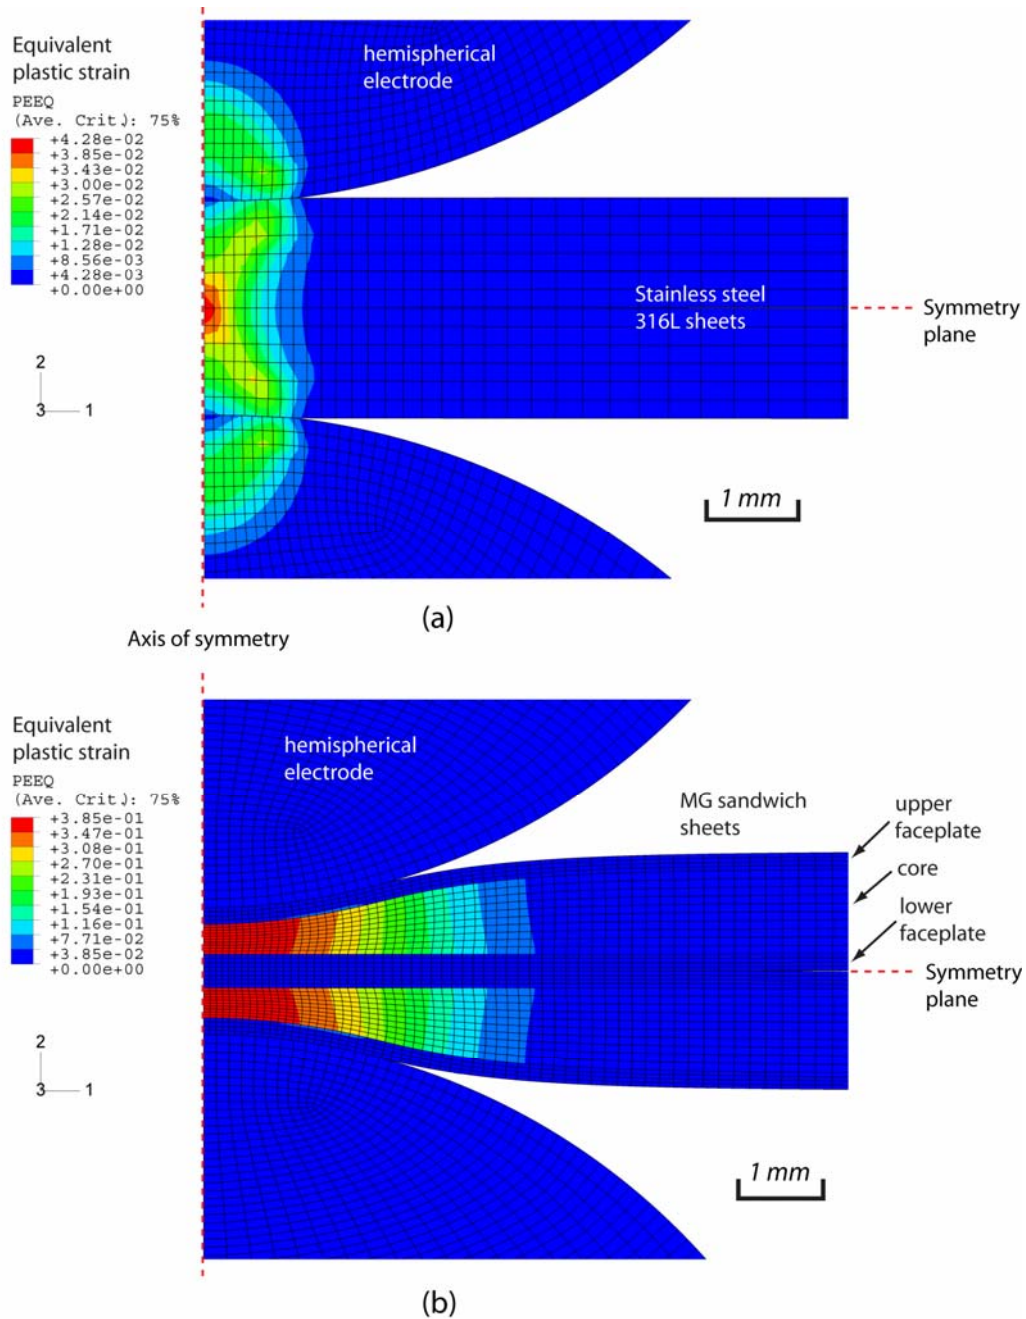 Equivalent
plastic strain
PEEQ
(Ave. Crit.): 75%
+4.28e-02
+3.85e-02
+3.43e-02
+3.00e-02
+2.57e-02
+2.14e-02
+1.71e-02
+1.28e-02
+8.56e-03
+4.28e-03
+0.00e+00
hemispherical
electrode
Stainless steel
316L sheets
Symmetry
plane
2
3
1
1 mm
(a)
Axis of symmetry
Equivalent
plastic strain
PEEQ
(Ave. Crit.): 75%
+3.85e-01
+3.47e-01
+3.08e-01
+2.70e-01
+2.31e-01
+1.93e-01
+1.54e-01
+1.16e-01
+7.71e-02
+3.85e-02
+0.00e+00
hemispherical
electrode
MG sandwich
sheets
upper
faceplate
core
lower
faceplate
Symmetry
plane
2
3
1
1 mm
(b)